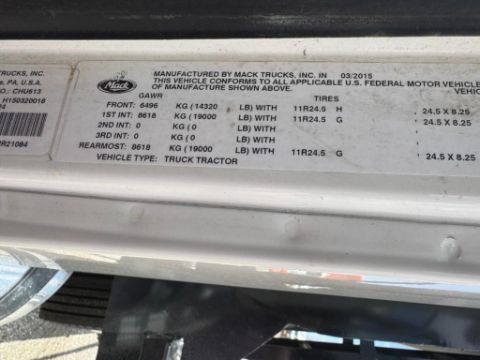 TRUCKS, INC.
PA, U.S.A.
O.: CHU613
H150320018
04
R21084
Mack
MANUFACTURED BY MACK TRUCKS, INC. IN 03/2015
THIS VEHICLE CONFORMS TO ALL APPLICABLE U.S. FEDERAL MOTOR VEHICLE
OF MANUFACTURE SHOWN ABOVE. VEHIC
GAWR TIRES
FRONT: 6496 KG ( 14320 LB) WITH 11R24.5 H , 24.5 X 8.25
1ST INT: 8618 KG ( 19000 LB) WITH 11R24.5 G , 24.5 X 8.25
2ND INT: 0 KG ( 0 LB) WITH
3RD INT: 0 KG ( 0 LB) WITH
REARMOST: 8618 KG ( 19000 LB) WITH 11R24.5 G , 24.5 X 8.25
VEHICLE TYPE: TRUCK TRACTOR